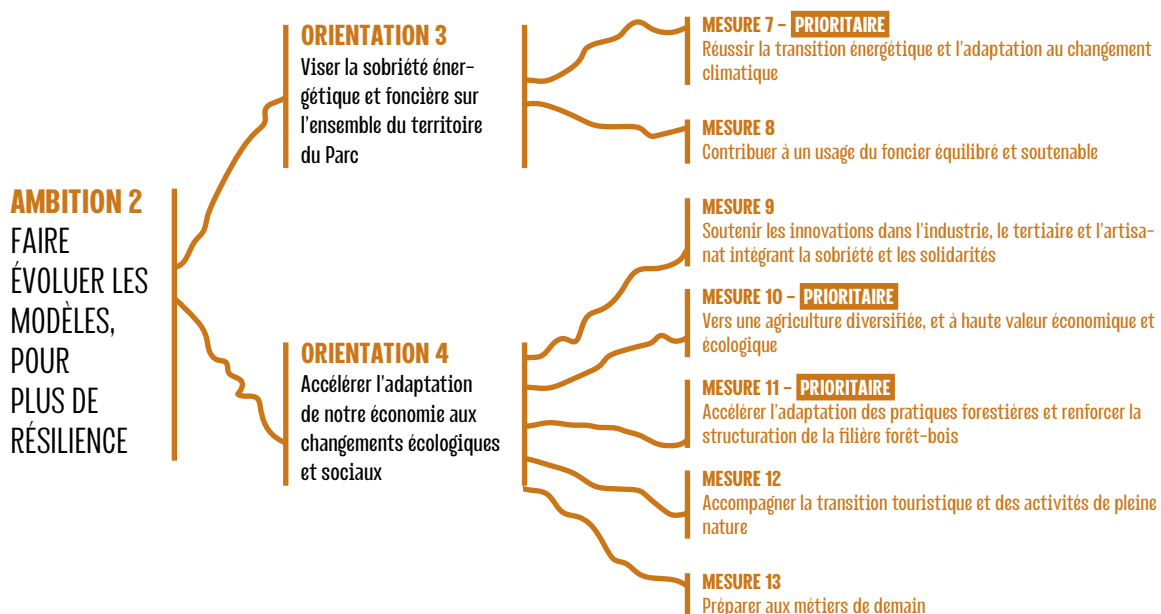 AMBITION 2
FAIRE
ÉVOLUER LES
MODÈLES,
POUR
PLUS DE
RÉSILIENCE
ORIENTATION 3
Viser la sobriété éner-
gétique et foncière sur
l'ensemble du territoire
du Parc
MESURE 7 – PRIORITAIRE
Réussir la transition énergétique et l'adaptation au changement
climatique
MESURE 8
Contribuer à un usage du foncier équilibré et soutenable
ORIENTATION 4
Accélérer l'adaptation
de notre économie aux
changements écologiques
et sociaux
MESURE 9
Soutenir les innovations dans l'industrie, le tertiaire et l'artisa-
nat intégrant la sobriété et les solidarités
MESURE 10 – PRIORITAIRE
Vers une agriculture diversifiée, et à haute valeur économique et
écologique
MESURE 11 – PRIORITAIRE
Accélérer l'adaptation des pratiques forestières et renforcer la
structuration de la filière forêt-bois
MESURE 12
Accompagner la transition touristique et des activités de pleine
nature
MESURE 13
Préparer aux métiers de demain